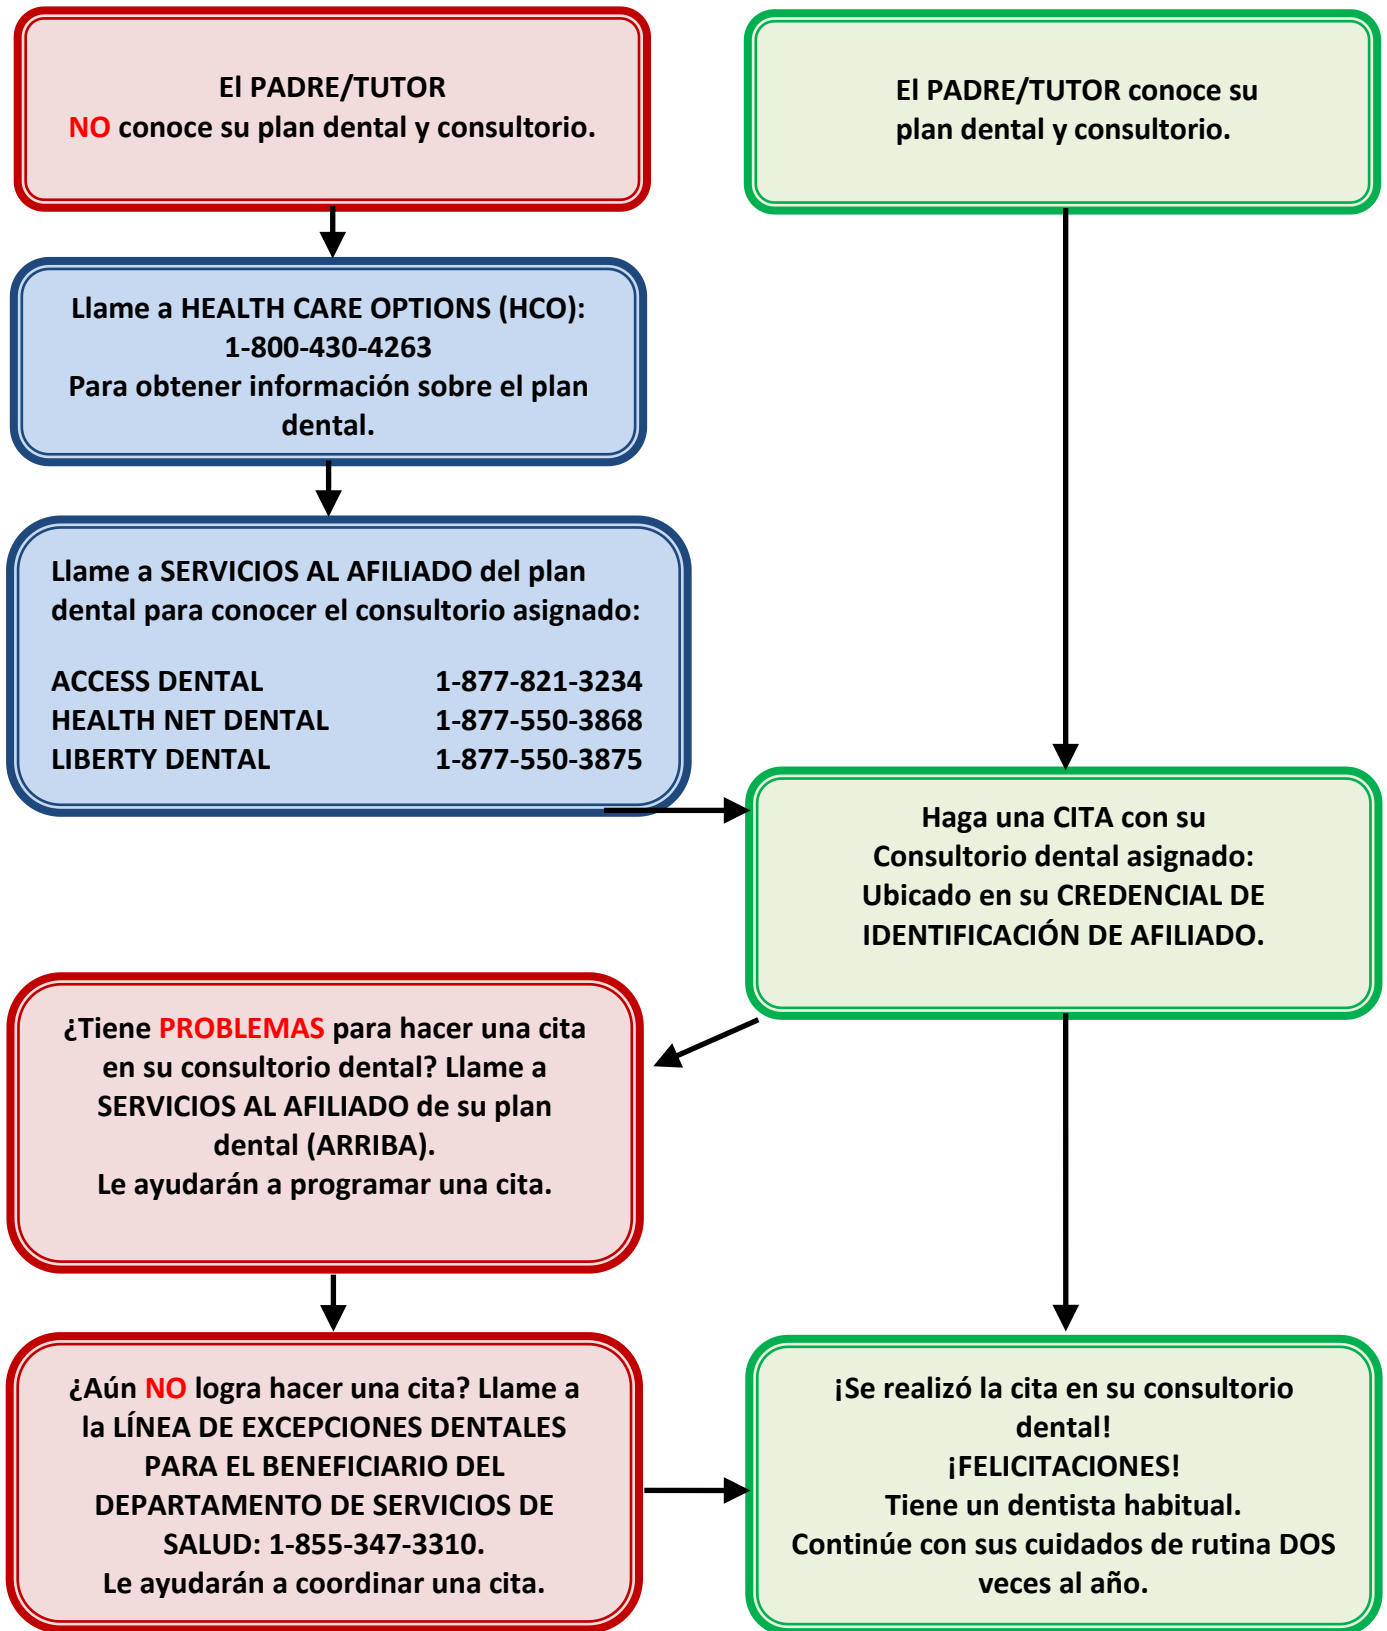 El PADRE/TUTOR
NO conoce su plan dental y consultorio.
El PADRE/TUTOR conoce su
plan dental y consultorio.
Llame a HEALTH CARE OPTIONS (HCO):
1-800-430-4263
Para obtener información sobre el plan
dental.
Llame a SERVICIOS AL AFILIADO del plan
dental para conocer el consultorio asignado:
ACCESS DENTAL 1-877-821-3234
HEALTH NET DENTAL 1-877-550-3868
LIBERTY DENTAL 1-877-550-3875
Haga una CITA con su
Consultorio dental asignado:
Ubicado en su CREDENCIAL DE
IDENTIFICACIÓN DE AFILIADO.
¿Tiene PROBLEMAS para hacer una cita
en su consultorio dental? Llame a
SERVICIOS AL AFILIADO de su plan
dental (ARRIBA).
Le ayudarán a programar una cita.
¿Aún NO logra hacer una cita? Llame a
la LÍNEA DE EXCEPCIONES DENTALES
PARA EL BENEFICIARIO DEL
DEPARTAMENTO DE SERVICIOS DE
SALUD: 1-855-347-3310.
Le ayudarán a coordinar una cita.
¡Se realizó la cita en su consultorio
dental!
¡FELICITACIONES!
Tiene un dentista habitual.
Continúe con sus cuidados de rutina DOS
veces al año.